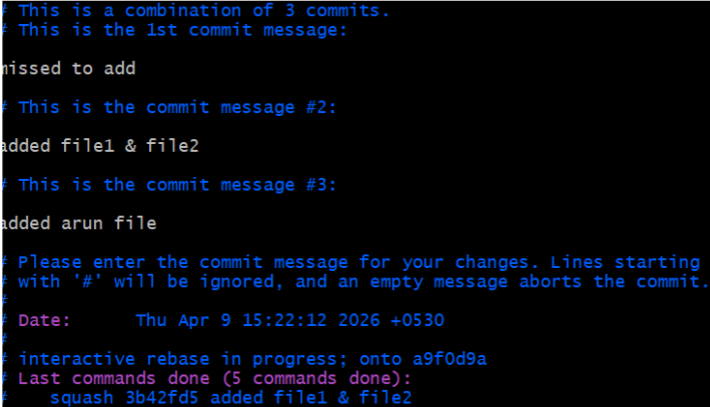 # This is a combination of 3 commits.
# This is the 1st commit message:
missed to add
# This is the commit message #2:
added file1 & file2
# This is the commit message #3:
added arun file
# Please enter the commit message for your changes. Lines starting
# with '#' will be ignored, and an empty message aborts the commit.
#
# Date:      Thu Apr 9 15:22:12 2026 +0530
#
# interactive rebase in progress; onto a9f0d9a
# Last commands done (5 commands done):
#    squash 3b42fd5 added file1 & file2